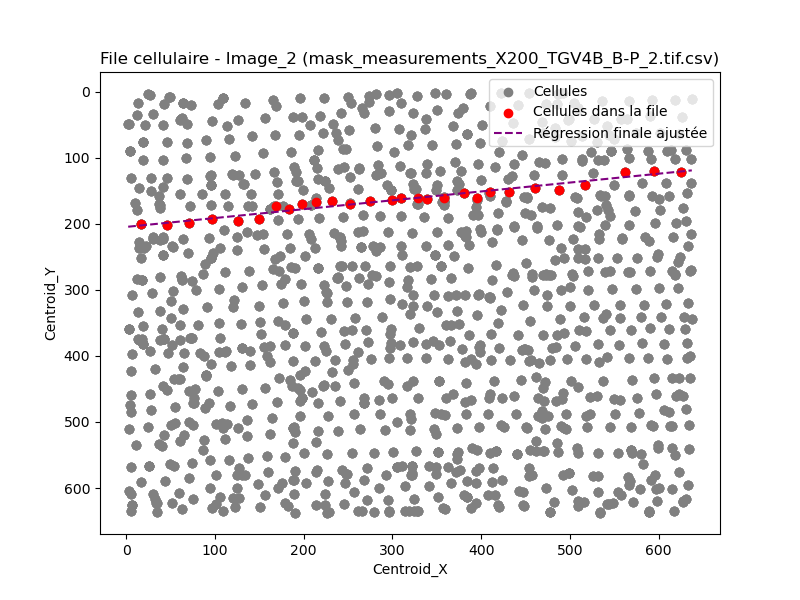 File cellulaire - Image_2 (mask_measurements_X200_TGV4B_B-P_2.tif.csv)
Cellules
Cellules dans la file
Régression finale ajustée
Centroid_Y
0
100
200
300
400
500
600
0 100 200 300 400 500 600
Centroid_X